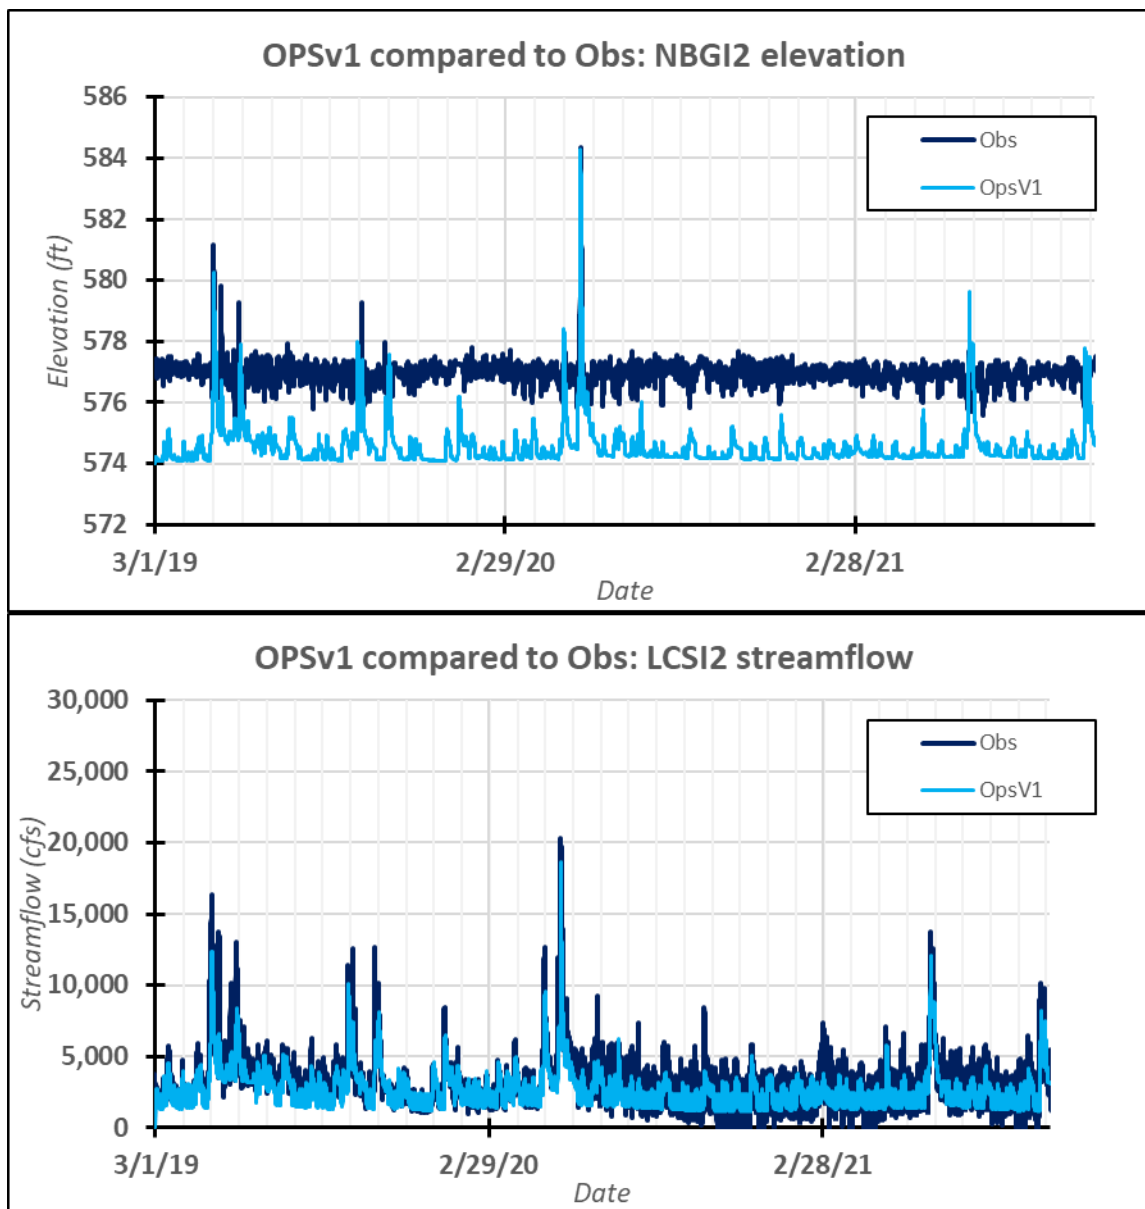 OPSv1 compared to Obs: NBGI2 elevation
586
584
582
580
578
576
574
572
Elevation (ft)
Obs
OpsV1
3/1/19
2/29/20
2/28/21
Date
OPSv1 compared to Obs: LCSI2 streamflow
30,000
25,000
20,000
15,000
10,000
5,000
0
Streamflow (cfs)
Obs
OpsV1
3/1/19
2/29/20
2/28/21
Date